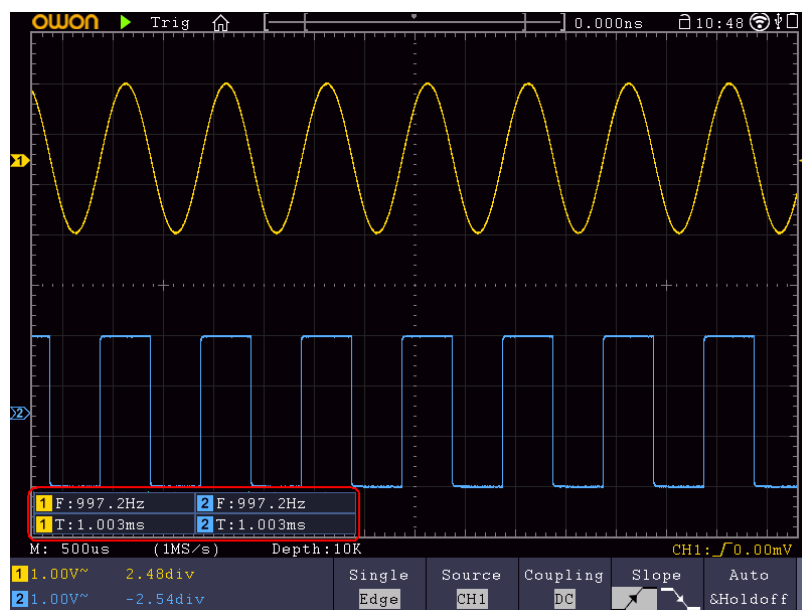 owon Trig 0.000ns 10:48
1
2
1 F:997.2Hz 2 F:997.2Hz
1 T:1.003ms 2 T:1.003ms
M: 500us (1MS/s) Depth:10K CH1: 0.00mV
1 1.00V~ 2.48div Single Source Coupling Slope Auto
2 1.00V~ -2.54div Edge CH1 DC &Holdoff